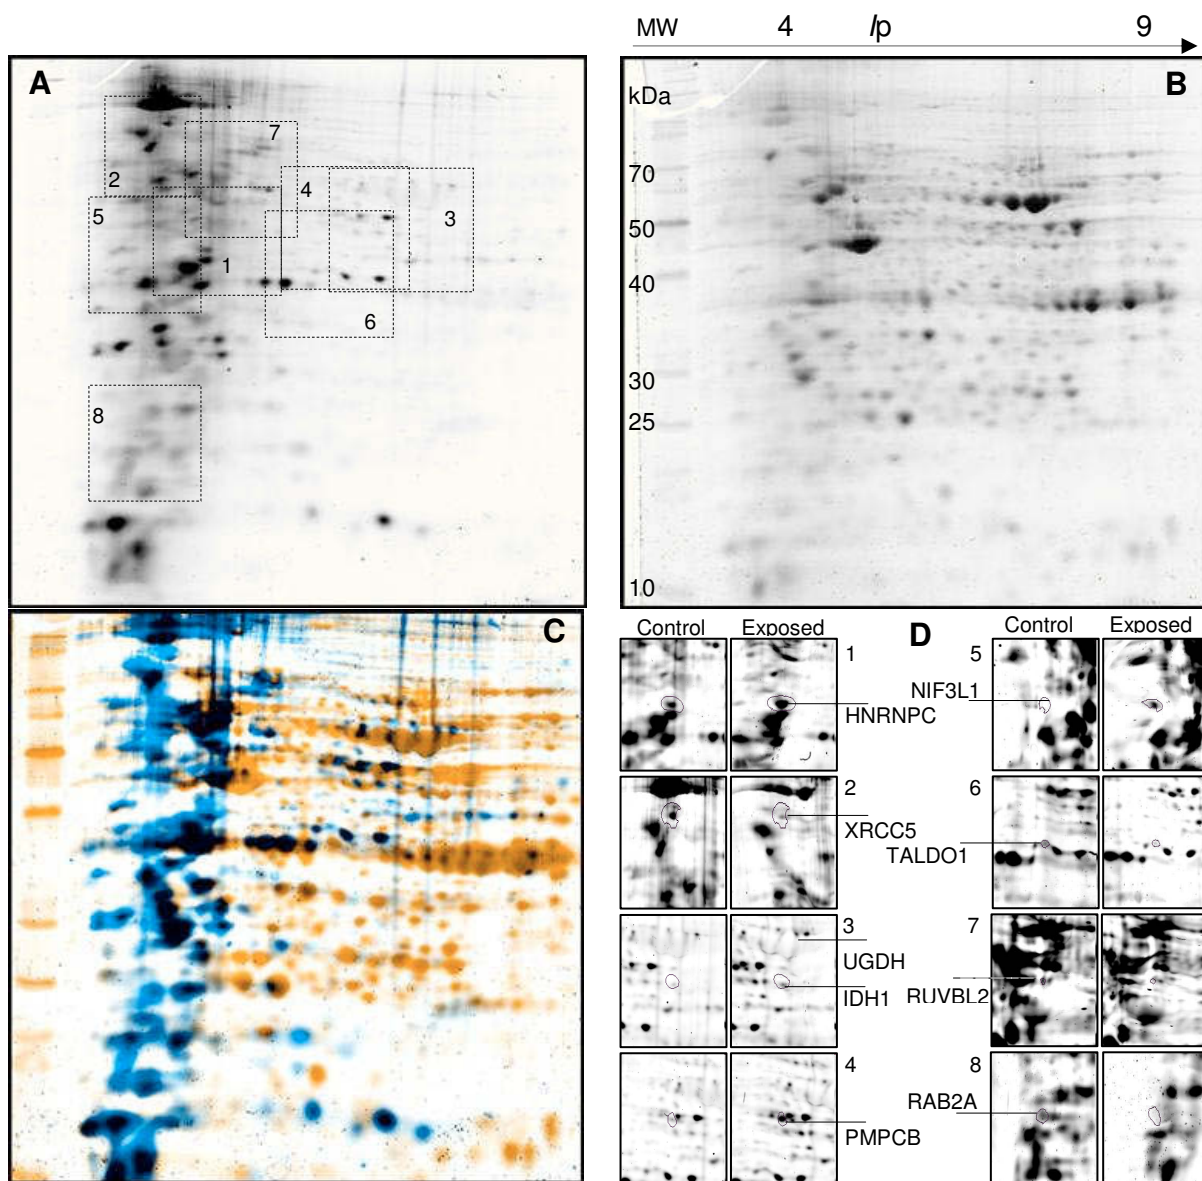 MW 4 Ip 9
A
7
2
4
5
3
1
6
8
B
kDa
70
50
40
30
25
10
C
D
Control Exposed
Control Exposed
1
HNRNPC
2
XRCC5
3
UGDH
IDH1
4
PMPCB
5
NIF3L1
6
TALDO1
7
RUVBL2
8
RAB2A